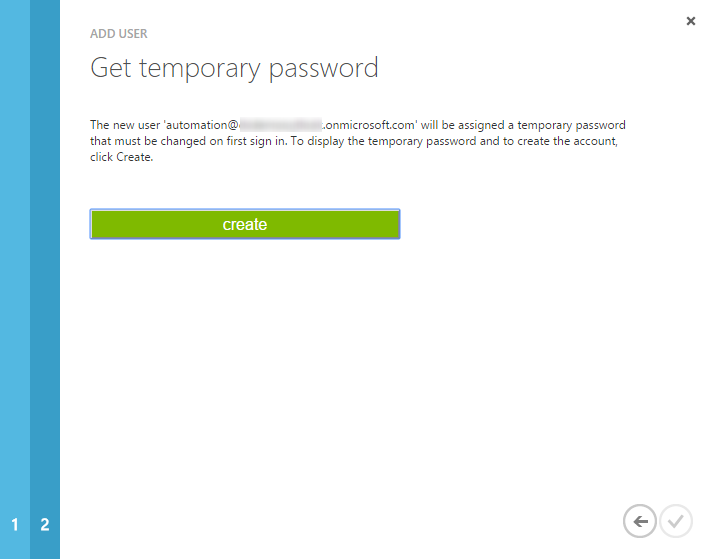 ADD USER
Get temporary password
The new user 'automation@ .onmicrosoft.com' will be assigned a temporary password
that must be changed on first sign in. To display the temporary password and to create the account,
click Create.
create
1 2